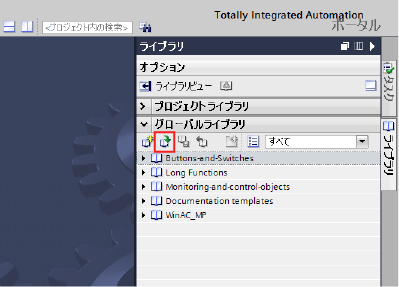 Totally Integrated Automation
ポータル
<プロジェクト内の検索>
ライブラリ
オプション
ライブラリビュー
プロジェクトライブラリ
グローバルライブラリ
すべて
Buttons-and-Switches
Long Functions
Monitoring-and-control-objects
Documentation templates
WinAC_MP
タスク
ライブラリ